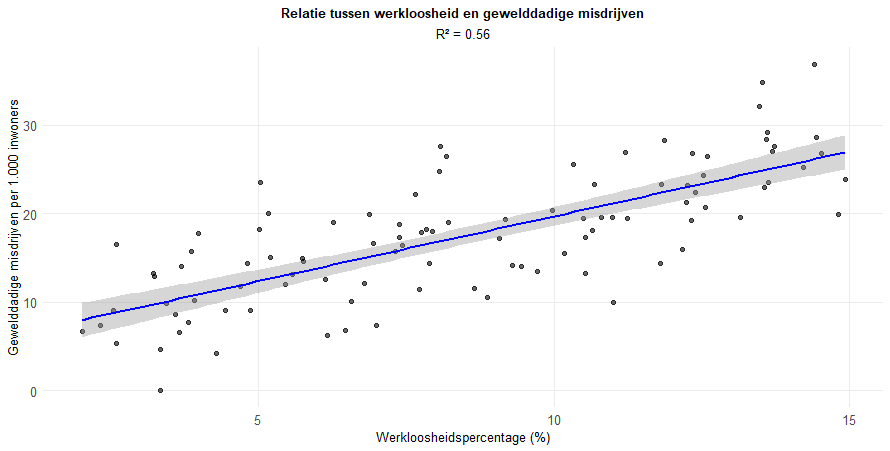 Relatie tussen werkloosheid en gewelddadige misdrijven
R² = 0.56
Gewelddadige misdrijven per 1.000 inwoners
30
20
10
0
5
10
15
Werkloosheidspercentage (%)